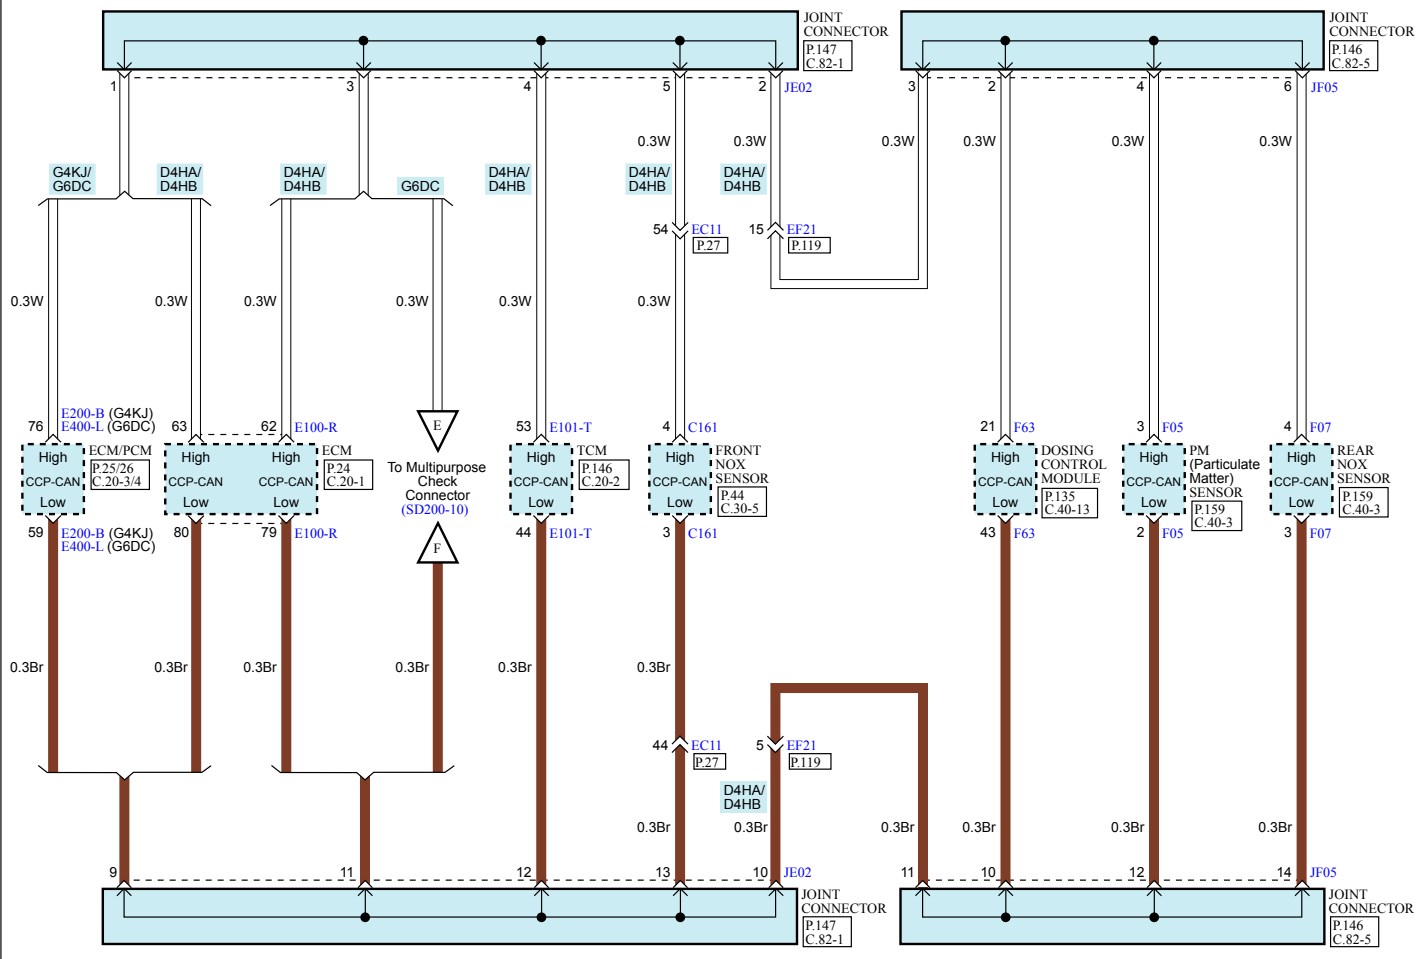 JOINT
CONNECTOR
P.147
C.82-1
JOINT
CONNECTOR
P.146
C.82-5
1
3
4
5
2
JE02
3
2
4
6
JF05
0.3W
0.3W
0.3W
0.3W
0.3W
G4KJ/
G6DC
D4HA/
D4HB
D4HA/
D4HB
G6DC
D4HA/
D4HB
D4HA/
D4HB
D4HA/
D4HB
54
EC11
P.27
15
EF21
P.119
0.3W
0.3W
0.3W
0.3W
0.3W
0.3W
76
E200-B (G4KJ)
E400-L (G6DC)
63
62
E100-R
E
53
E101-T
4
C161
21
F63
3
F05
4
F07
High
CCP-CAN
Low
ECM/PCM
P.25/26
C.20-3/4
High
CCP-CAN
Low
High
CCP-CAN
Low
ECM
P.24
C.20-1
To Multipurpose
Check
Connector
(SD200-10)
High
CCP-CAN
Low
TCM
P.146
C.20-2
High
CCP-CAN
Low
FRONT
NOX
SENSOR
P.44
C.30-5
High
CCP-CAN
Low
DOSING
CONTROL
MODULE
P.135
C.40-13
High
CCP-CAN
Low
PM
(Particulate
Matter)
SENSOR
P.159
C.40-3
High
CCP-CAN
Low
REAR
NOX
SENSOR
P.159
C.40-3
59
E200-B (G4KJ)
E400-L (G6DC)
80
79
E100-R
F
44
E101-T
3
C161
43
F63
2
F05
3
F07
0.3Br
0.3Br
0.3Br
0.3Br
0.3Br
0.3Br
44
EC11
P.27
5
EF21
P.119
D4HA/
D4HB
0.3Br
0.3Br
0.3Br
0.3Br
0.3Br
0.3Br
9
11
12
13
10
JE02
11
10
12
14
JF05
JOINT
CONNECTOR
P.147
C.82-1
JOINT
CONNECTOR
P.146
C.82-5